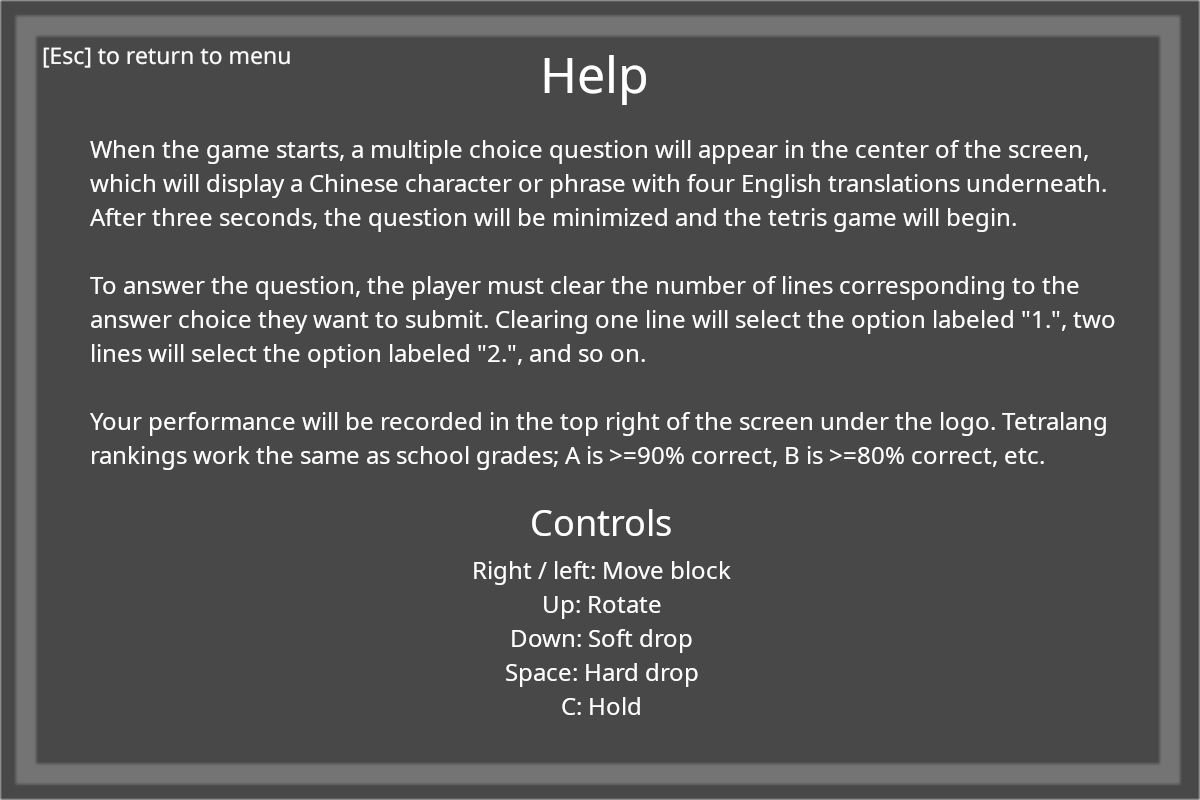 [Esc] to return to menu
Help
When the game starts, a multiple choice question will appear in the center of the screen,
which will display a Chinese character or phrase with four English translations underneath.
After three seconds, the question will be minimized and the tetris game will begin.
To answer the question, the player must clear the number of lines corresponding to the
answer choice they want to submit. Clearing one line will select the option labeled "1.", two
lines will select the option labeled "2.", and so on.
Your performance will be recorded in the top right of the screen under the logo. Tetralang
rankings work the same as school grades; A is >=90% correct, B is >=80% correct, etc.
Controls
Right / left: Move block
Up: Rotate
Down: Soft drop
Space: Hard drop
C: Hold